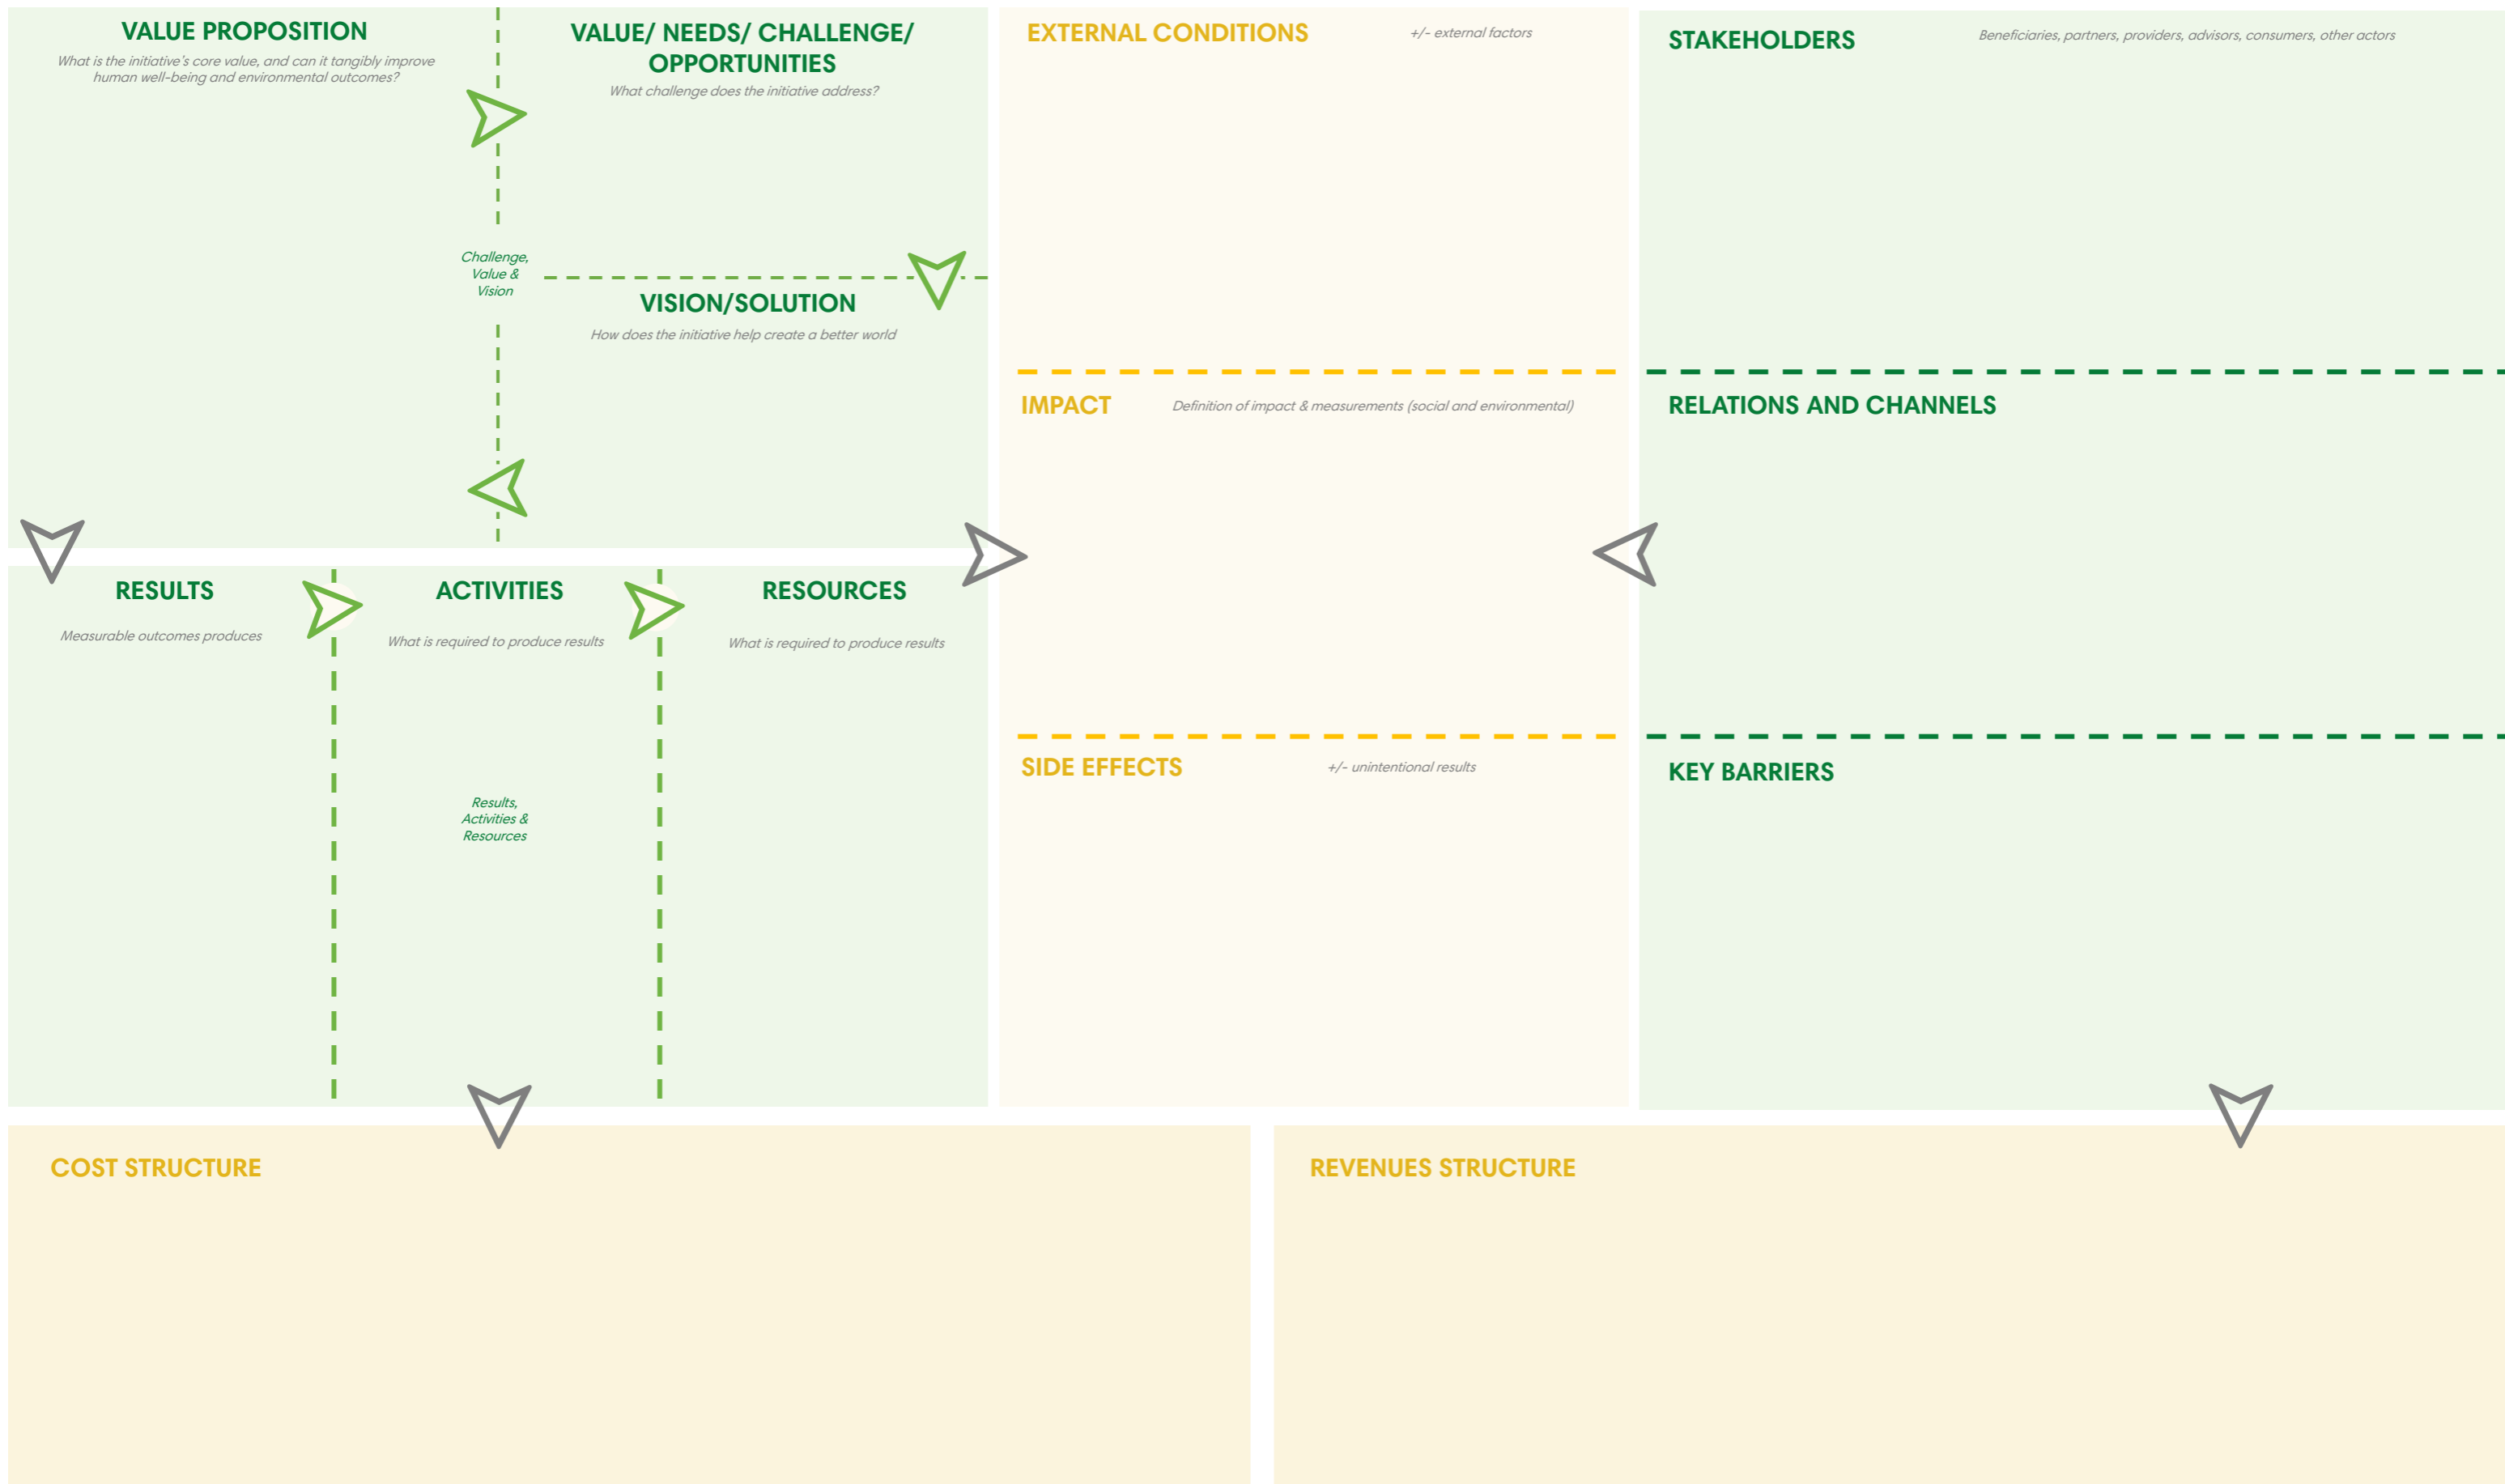 VALUE PROPOSITION
What is the initiative's core value, and can it tangibly improve
human well-being and environmental outcomes?
VALUE/ NEEDS/ CHALLENGE/
OPPORTUNITIES
What challenge does the initiative address?
Challenge,
Value &
Vision
VISION/SOLUTION
How does the initiative help create a better world
RESULTS
Measurable outcomes produces
ACTIVITIES
What is required to produce results
RESOURCES
What is required to produce results
Results,
Activities &
Resources
EXTERNAL CONDITIONS
+/- external factors
IMPACT
Definition of impact & measurements (social and environmental)
SIDE EFFECTS
+/- unintentional results
STAKEHOLDERS
Beneficiaries, partners, providers, advisors, consumers, other actors
RELATIONS AND CHANNELS
KEY BARRIERS
COST STRUCTURE
REVENUES STRUCTURE